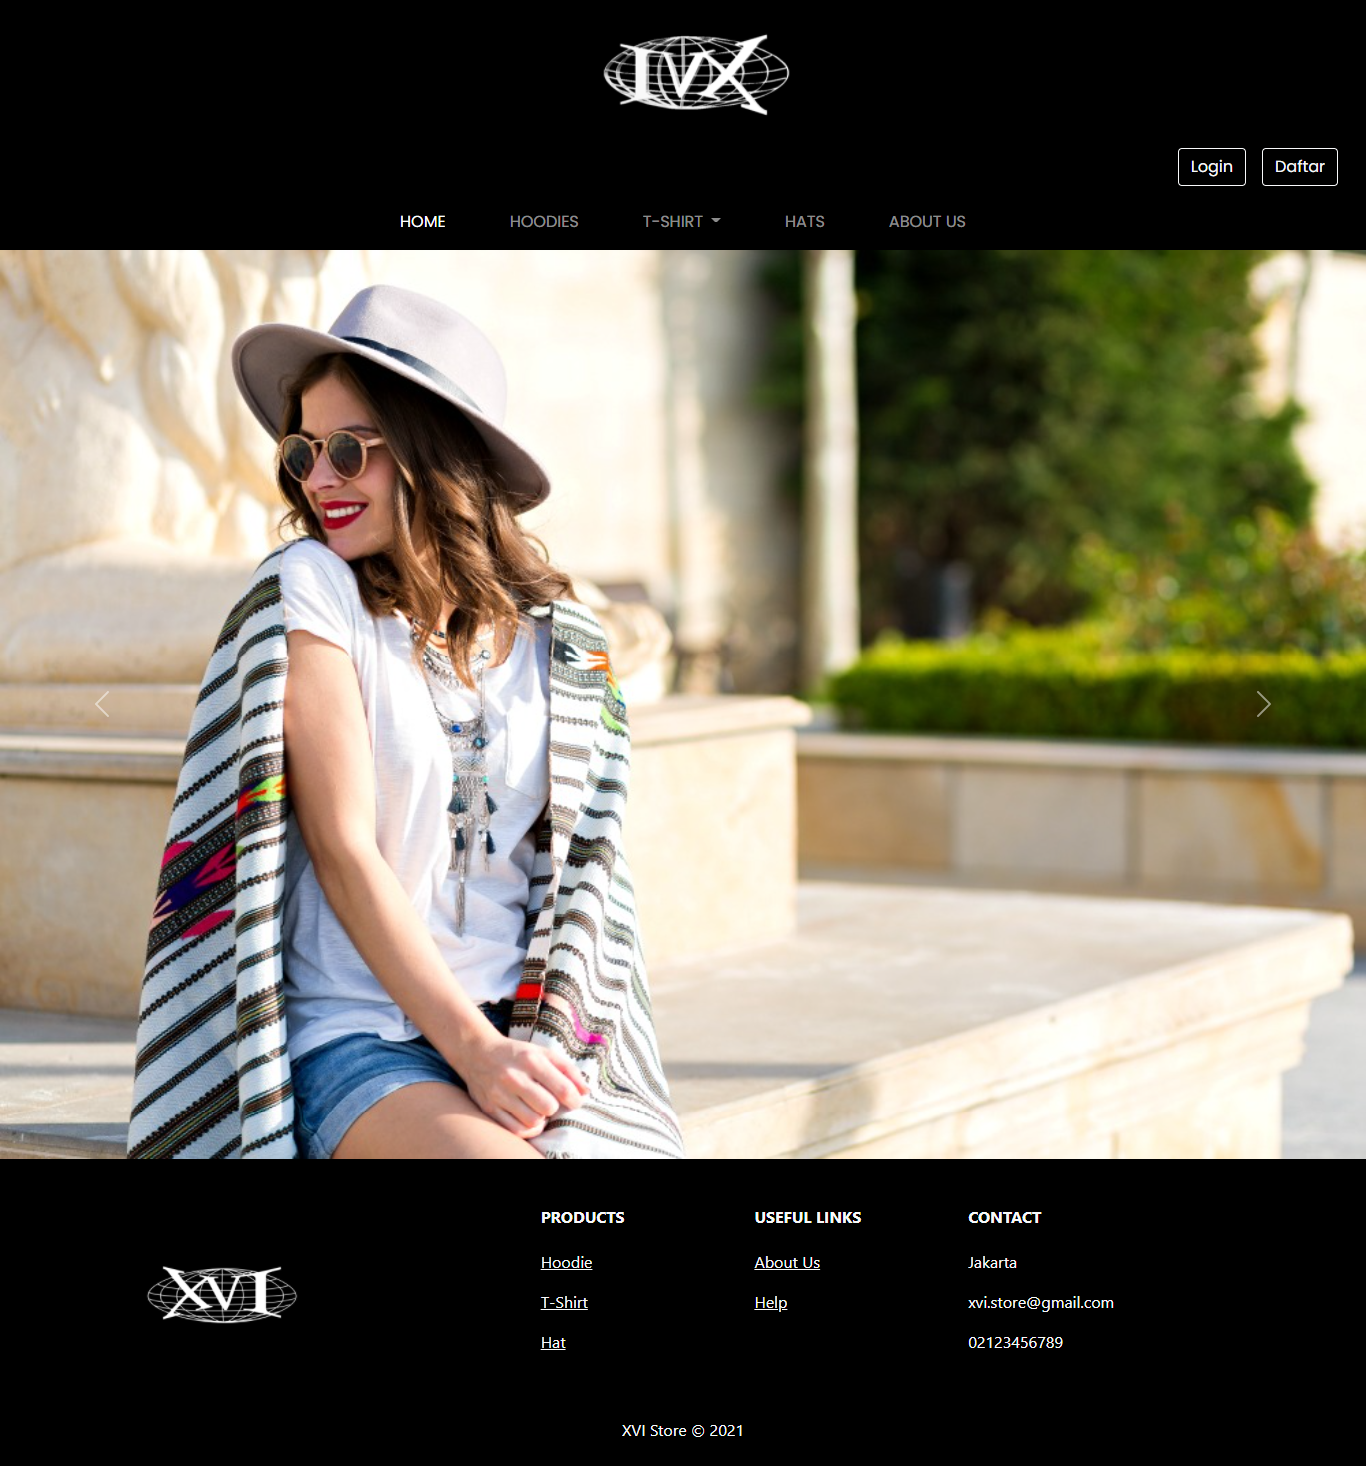 IVX
Login Daftar
HOME HOODIES T-SHIRT HATS ABOUT US
XVI
PRODUCTS
Hoodie
T-Shirt
Hat
USEFUL LINKS
About Us
Help
CONTACT
Jakarta
xvi.store@gmail.com
02123456789
XVI Store © 2021